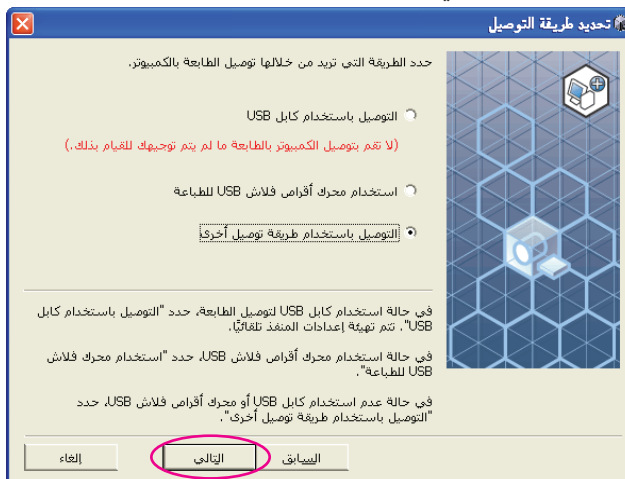 تحديد طريقة التوصيل
حدد الطريقة التي تريد من خلالها توصيل الطابعة بالكمبيوتر.
التوصيل باستخدام كابل USB
(لا تقم بتوصيل الكمبيوتر بالطابعة ما لم يتم توجيهك للقيام بذلك.)
استخدام محرك أقراص فلاش USB للطباعة
التوصيل باستخدام طريقة توصيل أخرى
في حالة استخدام كابل USB لتوصيل الطابعة، حدد "التوصيل باستخدام كابل
USB". تتم تهيئة إعدادات المنفذ تلقائيًّا.
في حالة استخدام محرك أقراص فلاش USB، حدد "استخدام محرك فلاش
USB للطباعة".
في حالة عدم استخدام كابل USB أو محرك أقراص فلاش USB، حدد
"التوصيل باستخدام طريقة توصيل أخرى".
السابق
التالي
إلغاء